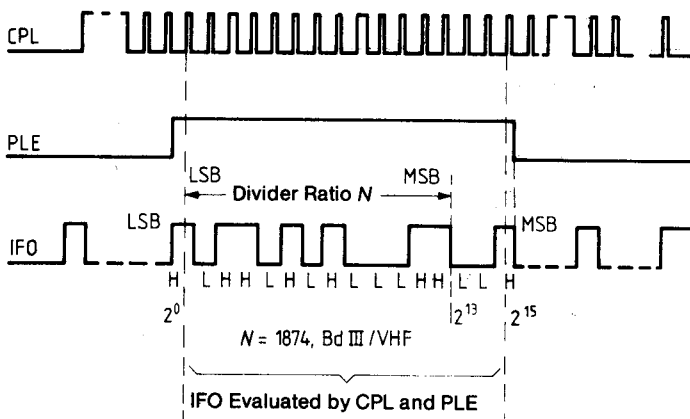 CPL
PLE
LSB MSB
Divider Ratio N
LSB MSB
IFO
H L H H L H L H L L L H H L L H
2⁰ 2¹³ 2¹⁵
N = 1874, Bd III / VHF
IFO Evaluated by CPL and PLE